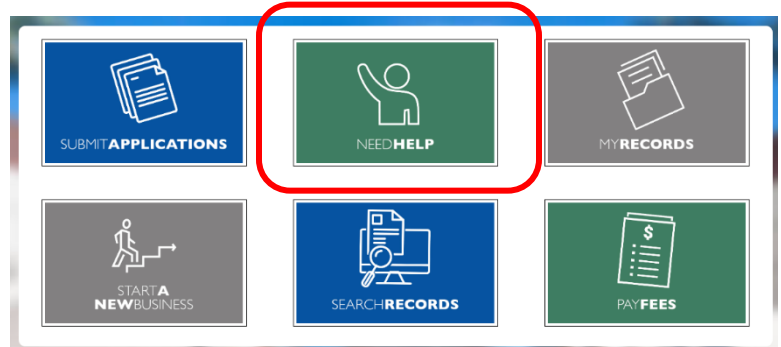 SUBMITAPPLICATIONS
NEEDHELP
MYRECORDS
STARTA
NEWBUSINESS
SEARCHRECORDS
PAYFEES
$